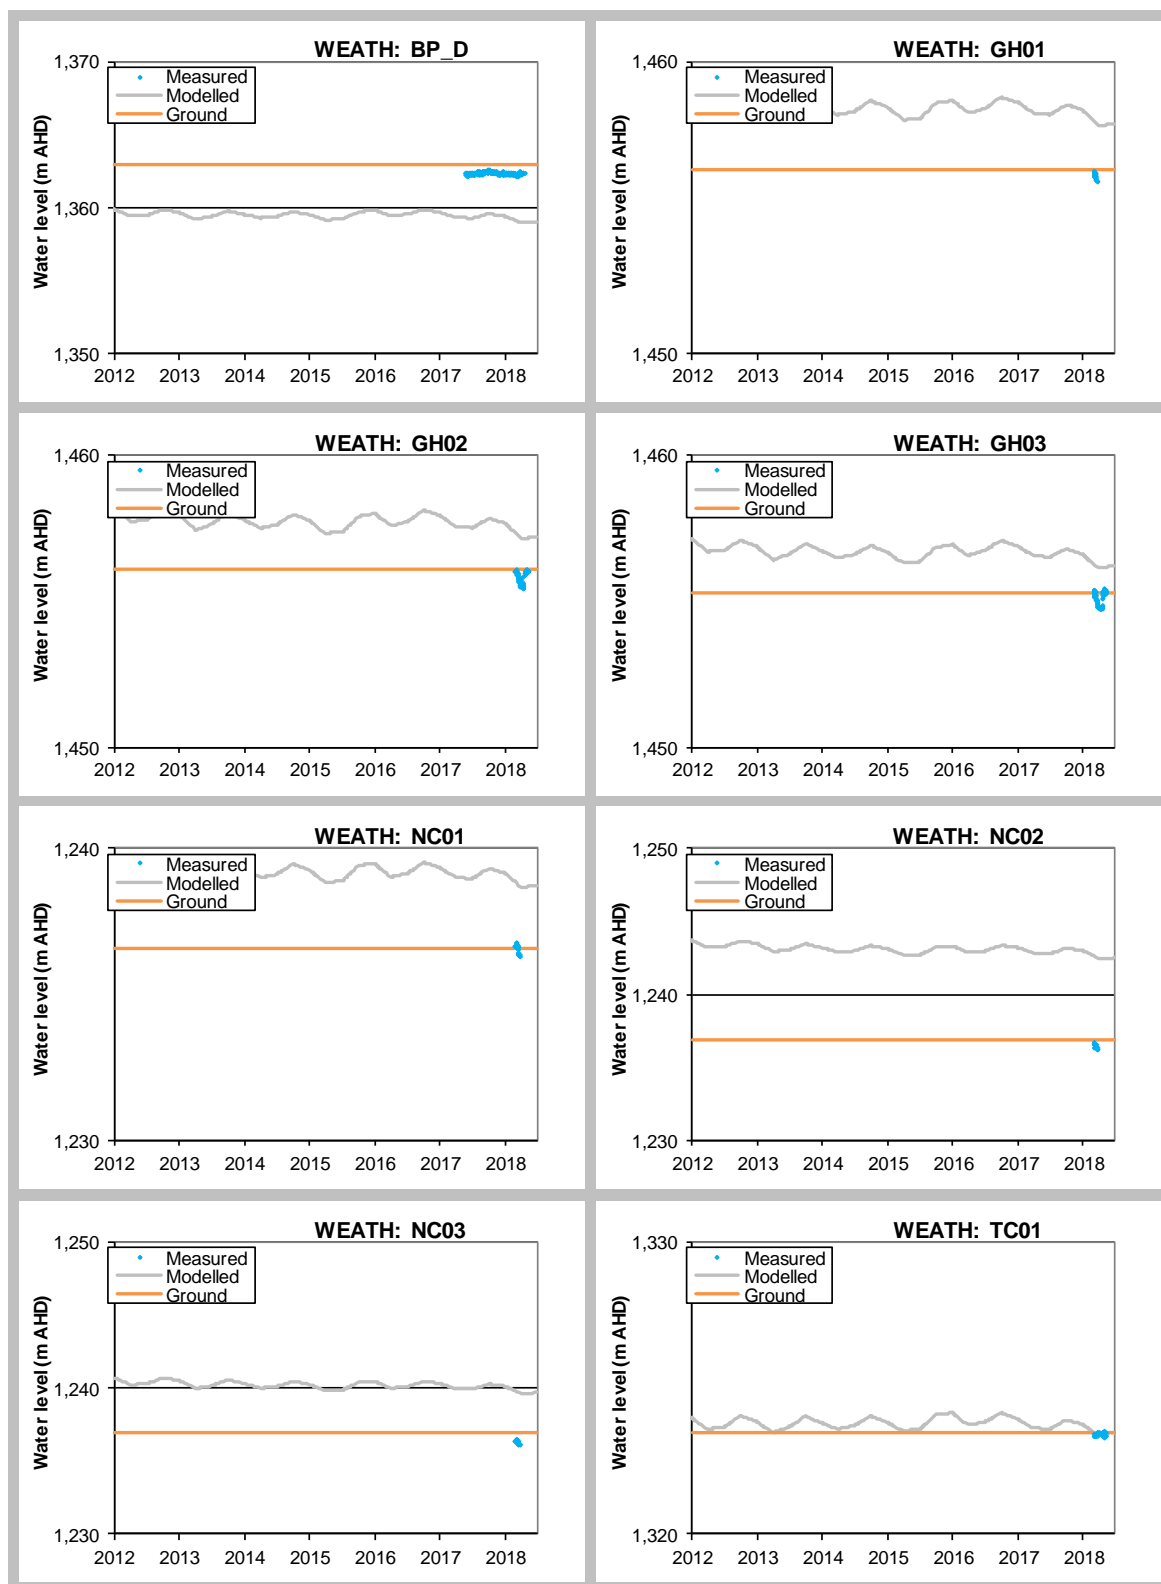 WEATH: BP_D
1,370
1,360
1,350
Water level (m AHD)
Measured
Modelled
Ground
2012 2013 2014 2015 2016 2017 2018
WEATH: GH01
1,460
1,450
Water level (m AHD)
Measured
Modelled
Ground
2012 2013 2014 2015 2016 2017 2018
WEATH: GH02
1,460
1,450
Water level (m AHD)
Measured
Modelled
Ground
2012 2013 2014 2015 2016 2017 2018
WEATH: GH03
1,460
1,450
Water level (m AHD)
Measured
Modelled
Ground
2012 2013 2014 2015 2016 2017 2018
WEATH: NC01
1,240
1,230
Water level (m AHD)
Measured
Modelled
Ground
2012 2013 2014 2015 2016 2017 2018
WEATH: NC02
1,250
1,240
1,230
Water level (m AHD)
Measured
Modelled
Ground
2012 2013 2014 2015 2016 2017 2018
WEATH: NC03
1,250
1,240
1,230
Water level (m AHD)
Measured
Modelled
Ground
2012 2013 2014 2015 2016 2017 2018
WEATH: TC01
1,330
1,320
Water level (m AHD)
Measured
Modelled
Ground
2012 2013 2014 2015 2016 2017 2018